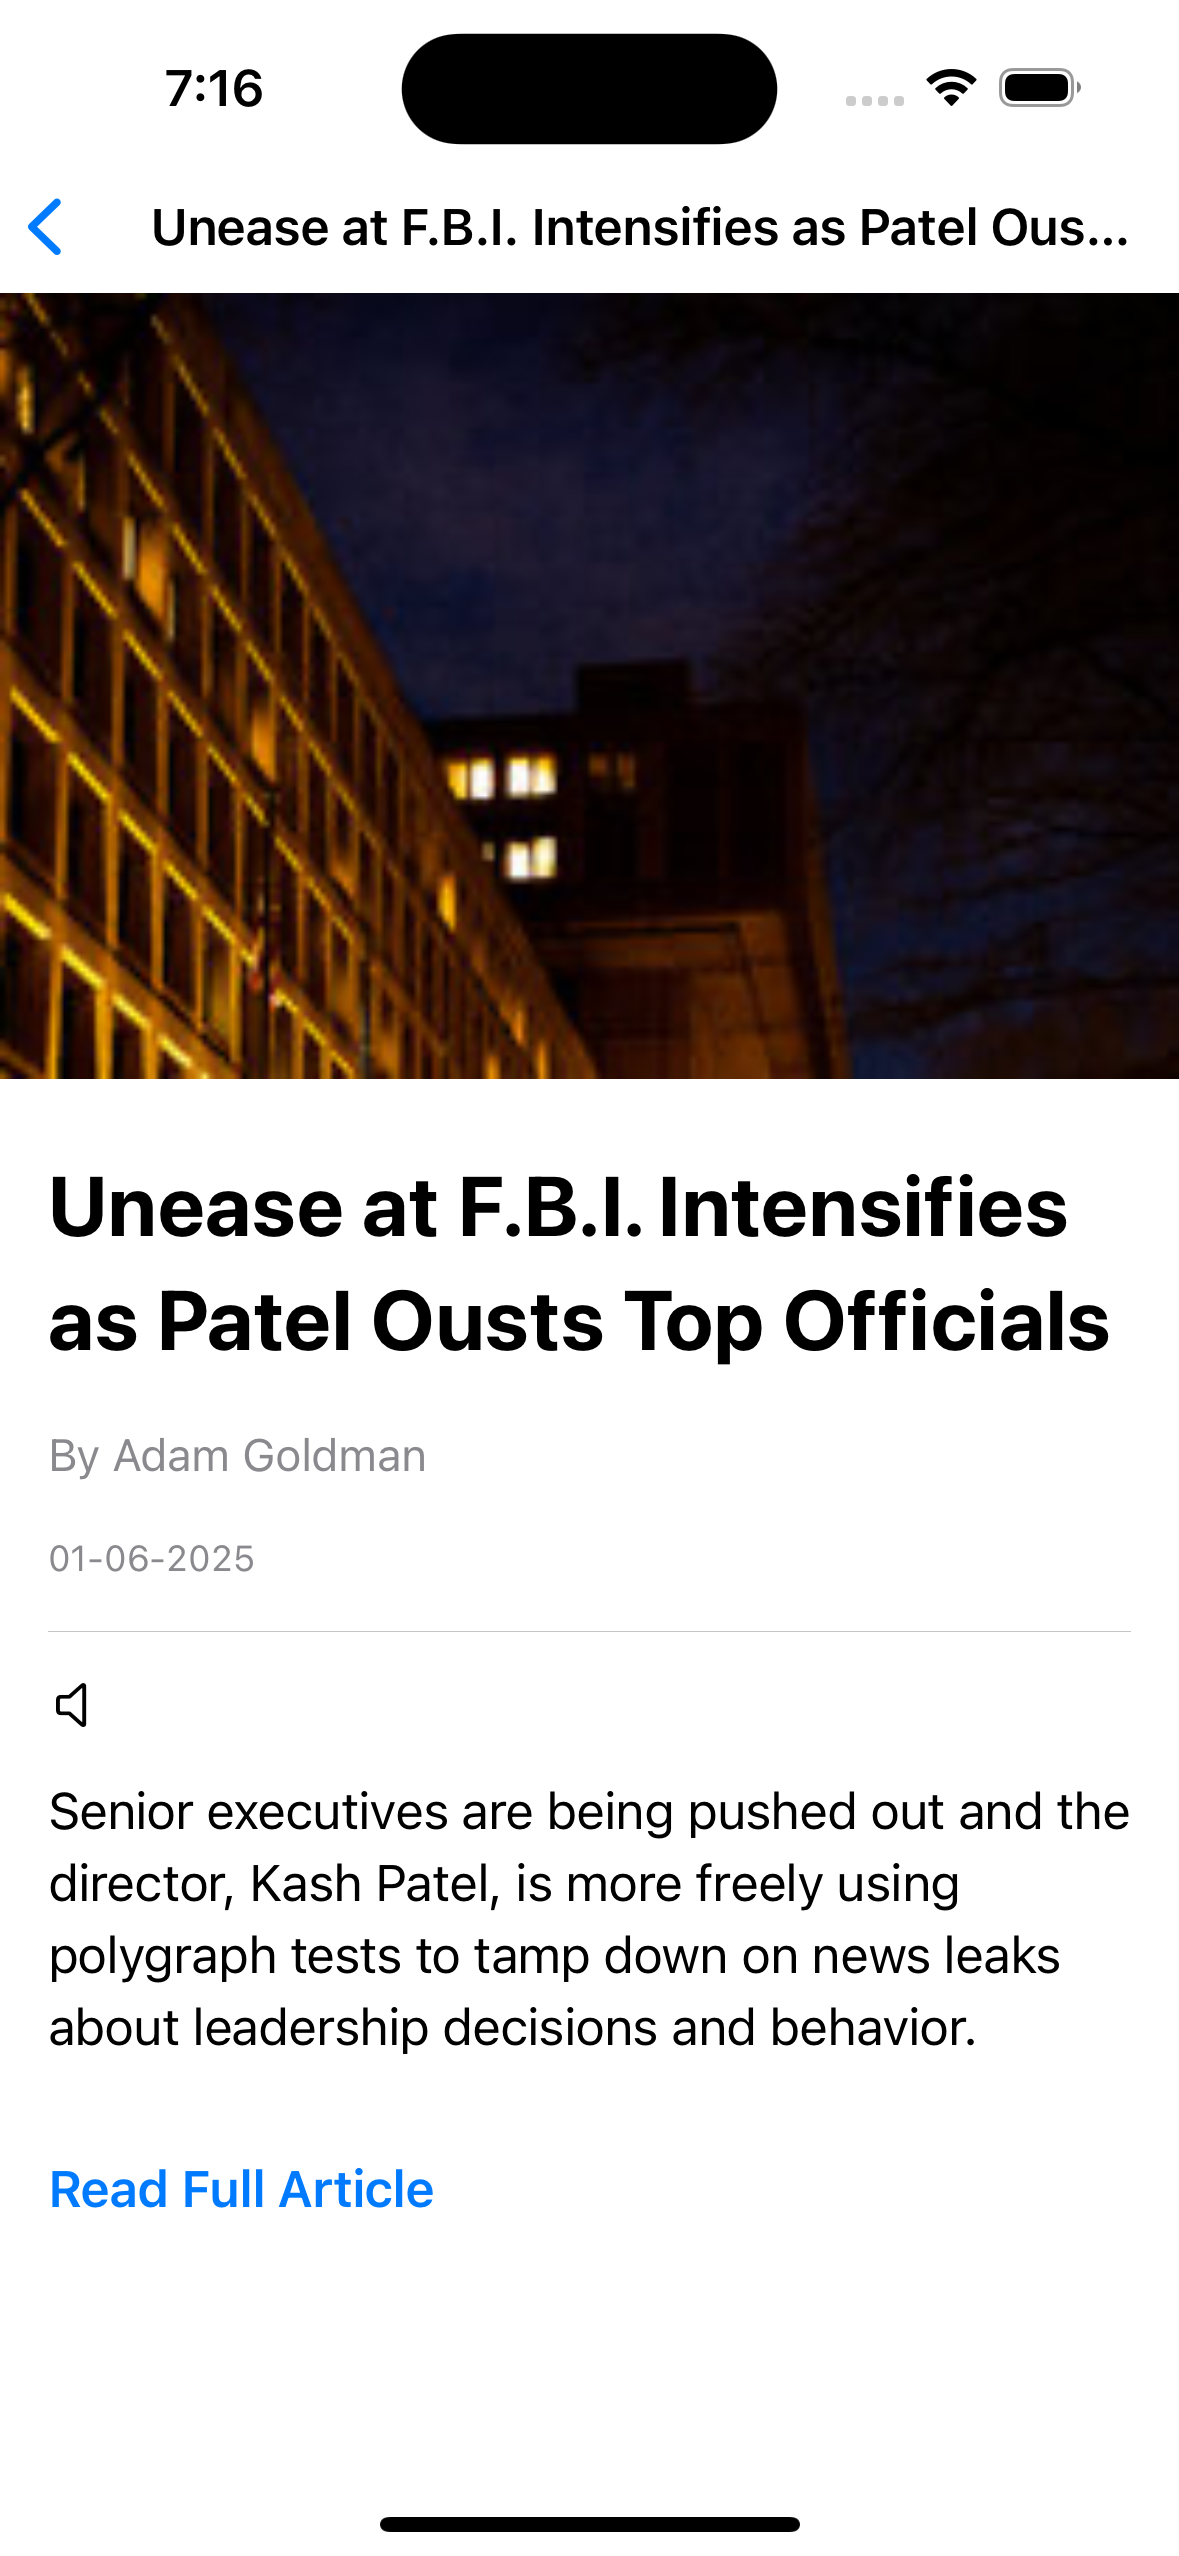 7:16
Unease at F.B.I. Intensifies as Patel Ous...
Unease at F.B.I. Intensifies
as Patel Ousts Top Officials
By Adam Goldman
01-06-2025
Senior executives are being pushed out and the
director, Kash Patel, is more freely using
polygraph tests to tamp down on news leaks
about leadership decisions and behavior.
Read Full Article